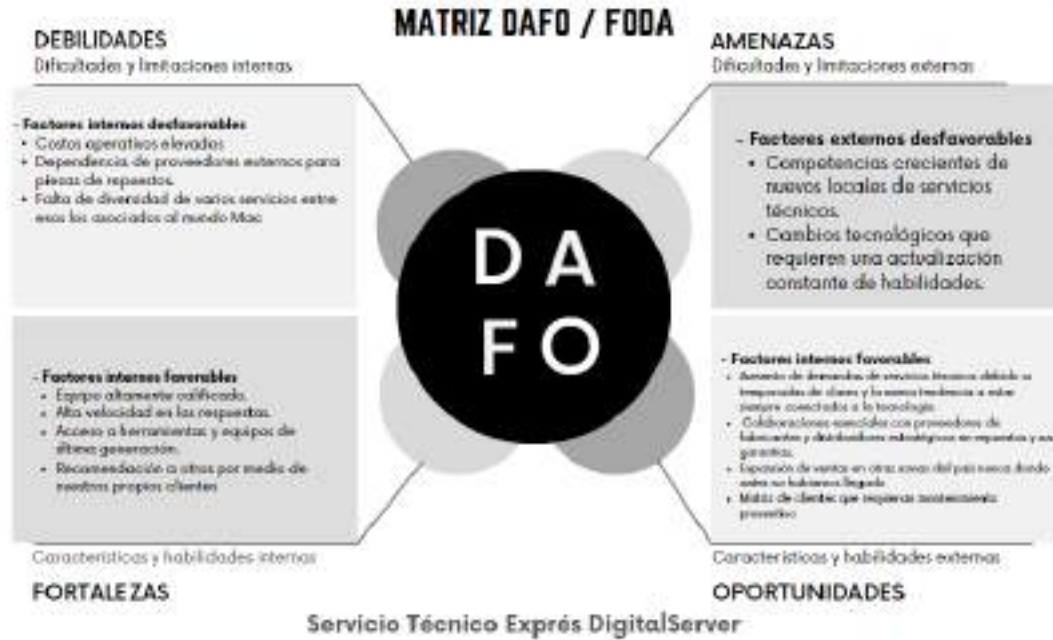 MATRIZ DAFO / FODA
DEBILIDADES
Dificultades y limitaciones internas
- Factores internos desfavorables
• Costos operativos elevados
• Dependencia de proveedores externos para
piezas de repuestos.
• Falta de diversidad de varios servicios entre
esos los asociados al mundo Mac
AMENAZAS
Dificultades y limitaciones externas
- Factores externos desfavorables
• Competencias crecientes de
nuevos locales de servicios
técnicos.
• Cambios tecnológicos que
requieren una actualización
constante de habilidades.
D A
F O
- Factores internos favorables
• Equipo altamente calificado.
• Alta velocidad en las respuestas.
• Acceso a herramientas y equipos de
última generación.
• Recomendación a otros por medio de
nuestros propios clientes
Características y habilidades internas
FORTALEZAS
- Factores internos favorables
• Aumento de demandas de servicio técnico debido a
temporadas de clases y la nueva tendencia a estar
siempre conectados a la tecnología
• Colaboraciones esenciales con proveedores de
fabricantes y distribuidores estratégicos en repuestos y sus
garantías.
• Expansión de ventas en otras zonas del país nunca donde
antes no habíamos llegado
• Matriz de clientes que requieran mantenimiento
preventivo
Características y habilidades externas
OPORTUNIDADES
Servicio Técnico Exprés DigitalServer